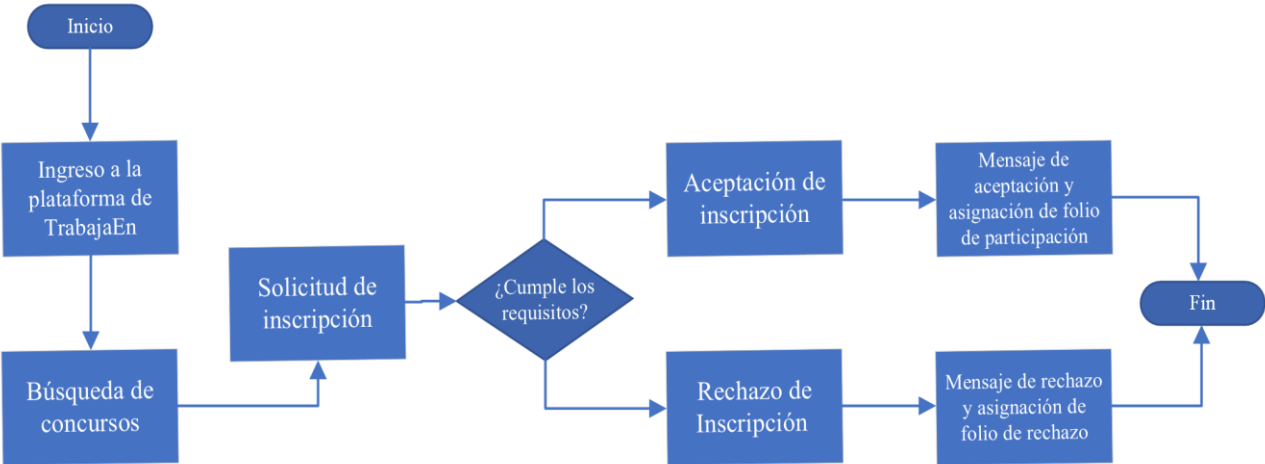 Inicio
Ingreso a la
plataforma de
TrabajaEn
Búsqueda de
concursos
Solicitud de
inscripción
¿Cumple los
requisitos?
Aceptación de
inscripción
Mensaje de
aceptación y
asignación de folio
de participación
Rechazo de
Inscripción
Mensaje de rechazo
y asignación de
folio de rechazo
Fin